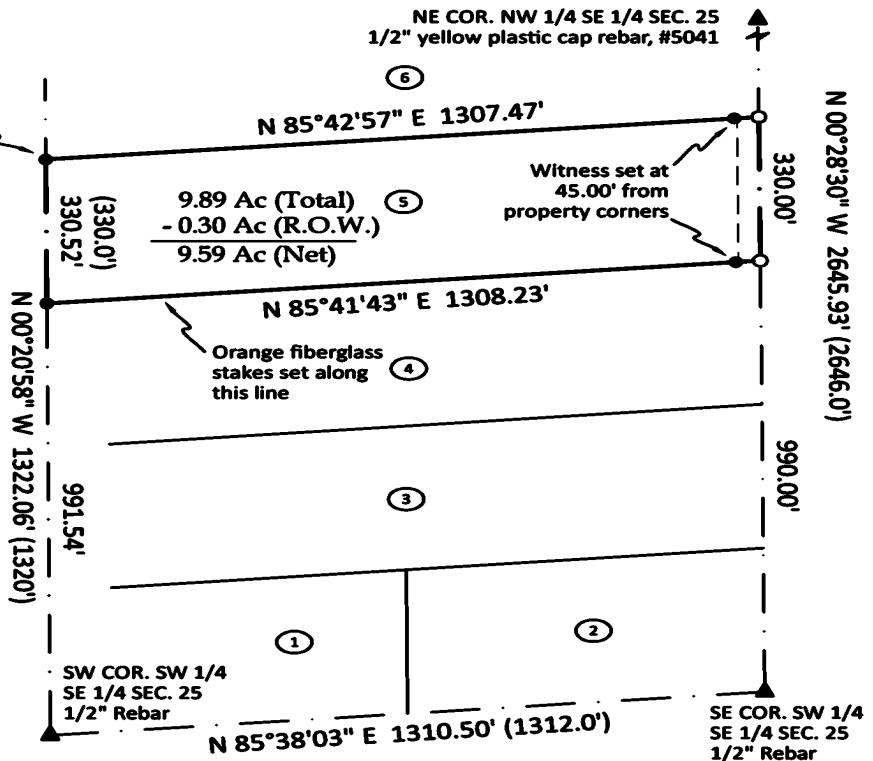 NE COR. NW 1/4 SE 1/4 SEC. 25
1/2" yellow plastic cap rebar, #5041
6
N 85°42'57" E 1307.47'
N 00°28'30" W 2645.93' (2646.0')
330.00'
Witness set at
45.00' from
property corners
9.89 Ac (Total)
5
- 0.30 Ac (R.O.W.)
9.59 Ac (Net)
(330.0')
330.52'
N 85°41'43" E 1308.23'
Orange fiberglass
stakes set along
this line
4
N 00°20'58" W 1322.06' (1320')
991.54'
990.00'
3
1
2
SW COR. SW 1/4
SE 1/4 SEC. 25
1/2" Rebar
N 85°38'03" E 1310.50' (1312.0')
SE COR. SW 1/4
SE 1/4 SEC. 25
1/2" Rebar